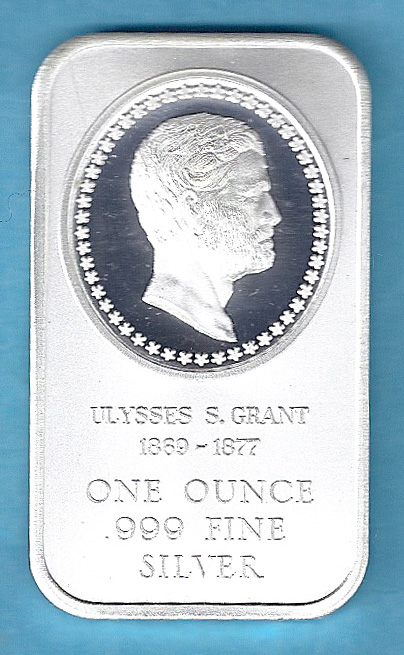 ULYSSES S. GRANT
1869 - 1877
ONE OUNCE
.999 FINE
SILVER